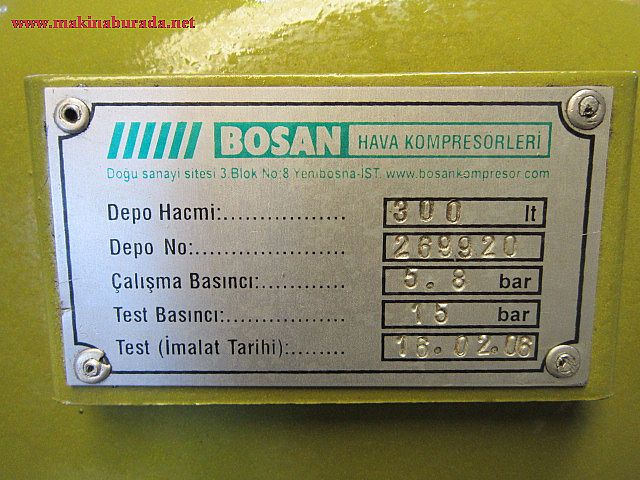 www.makinaburada.net
BOSAN HAVA KOMPRESÖRLERİ
Doğu sanayi sitesi 3.Blok No:8 Yenibosna-İST. www.bosankompresor.com
Depo Hacmi:................. 300 lt
Depo No:..................... 269920
Çalışma Basıncı:............ 5.8 bar
Test Basıncı:................. 15 bar
Test (İmalat Tarihi):....... 16.02.06